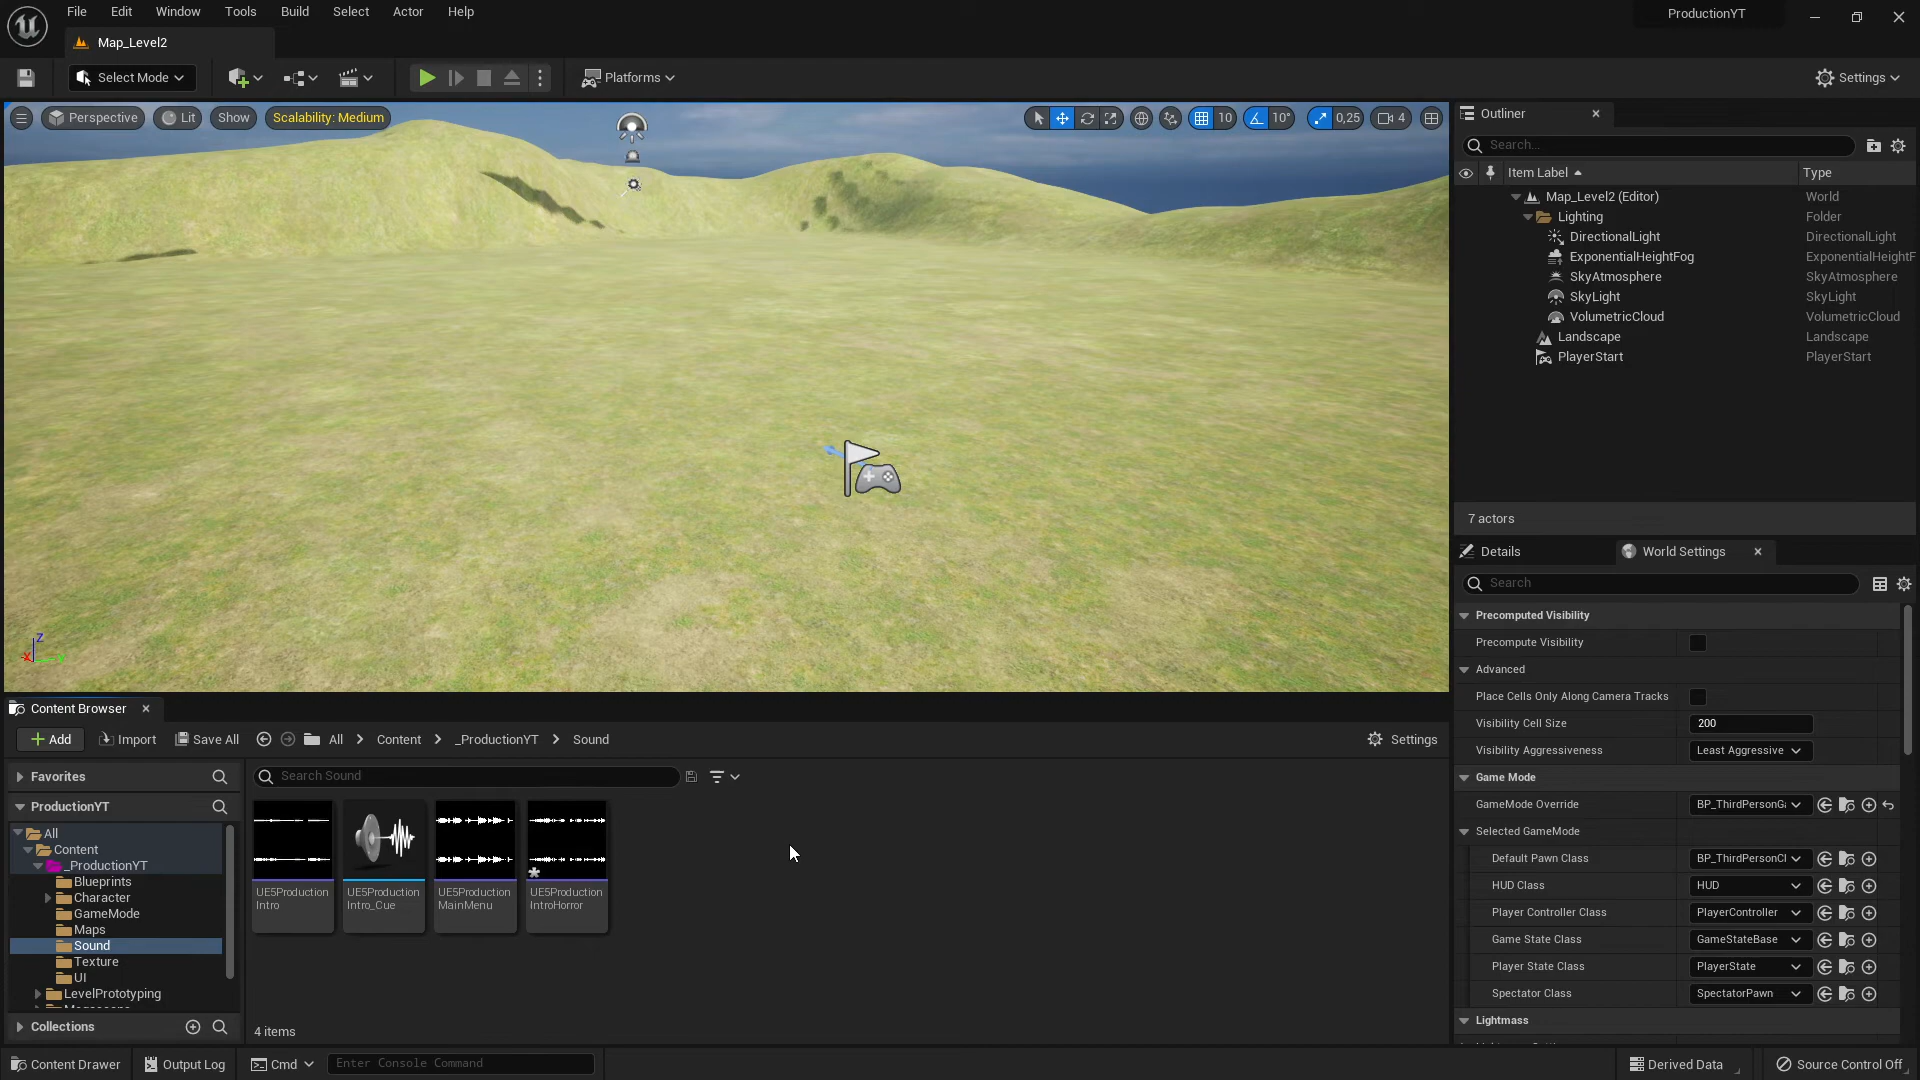 File Edit Window Tools Build Select Actor Help
ProductionYT
Map_Level2
Select Mode
Platforms
Settings
Perspective
Lit
Show
Scalability: Medium
10
10°
0,25
4
Z
X
Outliner
Search...
Item Label
Type
Map_Level2 (Editor)
World
Lighting
Folder
DirectionalLight
DirectionalLight
ExponentialHeightFog
ExponentialHeightF
SkyAtmosphere
SkyAtmosphere
SkyLight
SkyLight
VolumetricCloud
VolumetricCloud
Landscape
Landscape
PlayerStart
PlayerStart
7 actors
Details
World Settings
Search
Precomputed Visibility
Precompute Visibility
Advanced
Place Cells Only Along Camera Tracks
Visibility Cell Size
200
Visibility Aggressiveness
Least Aggressive
Game Mode
GameMode Override
BP_ThirdPersonGa
Selected GameMode
Default Pawn Class
BP_ThirdPersonCl
HUD Class
HUD
Player Controller Class
PlayerController
Game State Class
GameStateBase
Player State Class
PlayerState
Spectator Class
SpectatorPawn
Lightmass
Content Browser
Add
Import
Save All
All
Content
_ProductionYT
Sound
Settings
Favorites
ProductionYT
All
Content
_ProductionYT
Blueprints
Character
GameMode
Maps
Sound
Texture
UI
LevelPrototyping
Collections
Search Sound
UE5Production
Intro
UE5Production
Intro_Cue
UE5Production
MainMenu
UE5Production
IntroHorror
4 items
Content Drawer
Output Log
Cmd
Enter Console Command
Derived Data
Source Control Off